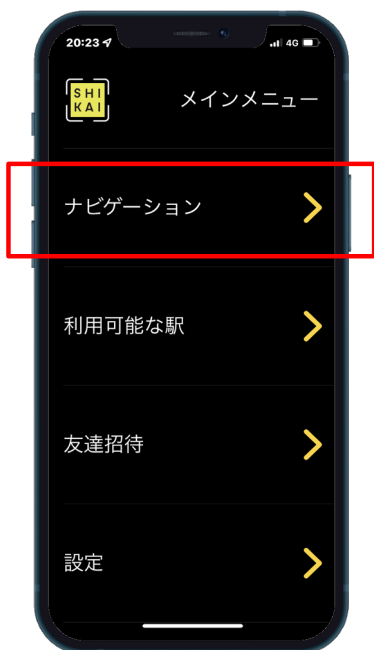 20:23
4G
SHI
KAI
メインメニュー
ナビゲーション
利用可能な駅
友達招待
設定